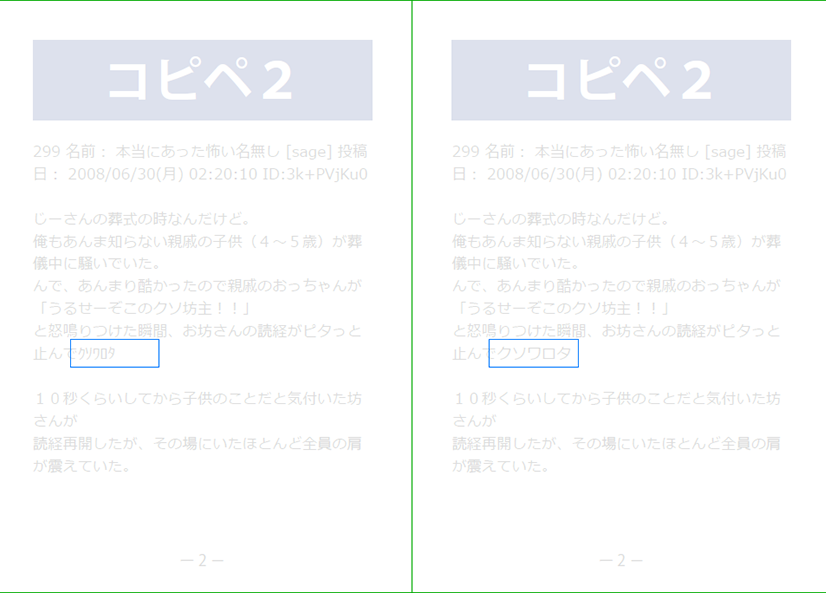 コピペ２
299 名前： 本当にあった怖い名無し [sage] 投稿
日： 2008/06/30(月) 02:20:10 ID:3k+PVjKu0
じーさんの葬式の時なんだけど。
俺もあんま知らない親戚の子供（４～５歳）が葬
儀中に騒いでいた。
んで、あんまり酷かったので親戚のおっちゃんが
「うるせーぞこのクソ坊主！！」
と怒鳴りつけた瞬間、お坊さんの読経がピタっと
止んでｸｿﾜﾛﾀ
１０秒くらいしてから子供のことだと気付いた坊
さんが
読経再開したが、その場にいたほとんど全員の肩
が震えていた。
― 2 ―
コピペ２
299 名前： 本当にあった怖い名無し [sage] 投稿
日： 2008/06/30(月) 02:20:10 ID:3k+PVjKu0
じーさんの葬式の時なんだけど。
俺もあんま知らない親戚の子供（４～５歳）が葬
儀中に騒いでいた。
んで、あんまり酷かったので親戚のおっちゃんが
「うるせーぞこのクソ坊主！！」
と怒鳴りつけた瞬間、お坊さんの読経がピタっと
止んでクソワロタ
１０秒くらいしてから子供のことだと気付いた坊
さんが
読経再開したが、その場にいたほとんど全員の肩
が震えていた。
― 2 ―